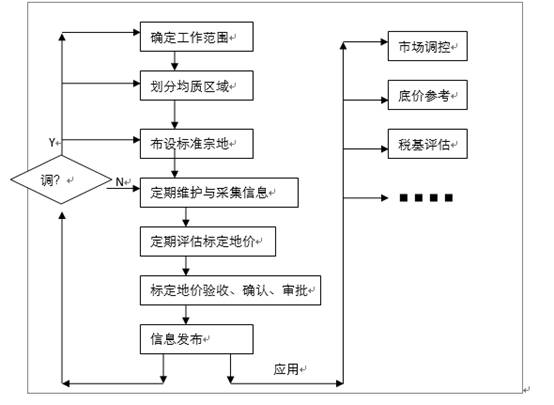 确定工作范围
划分均质区域
布设标准宗地
Y
调？
N
定期维护与采集信息
定期评估标定地价
标定地价验收、确认、审批
信息发布
应用
市场调控
底价参考
税基评估